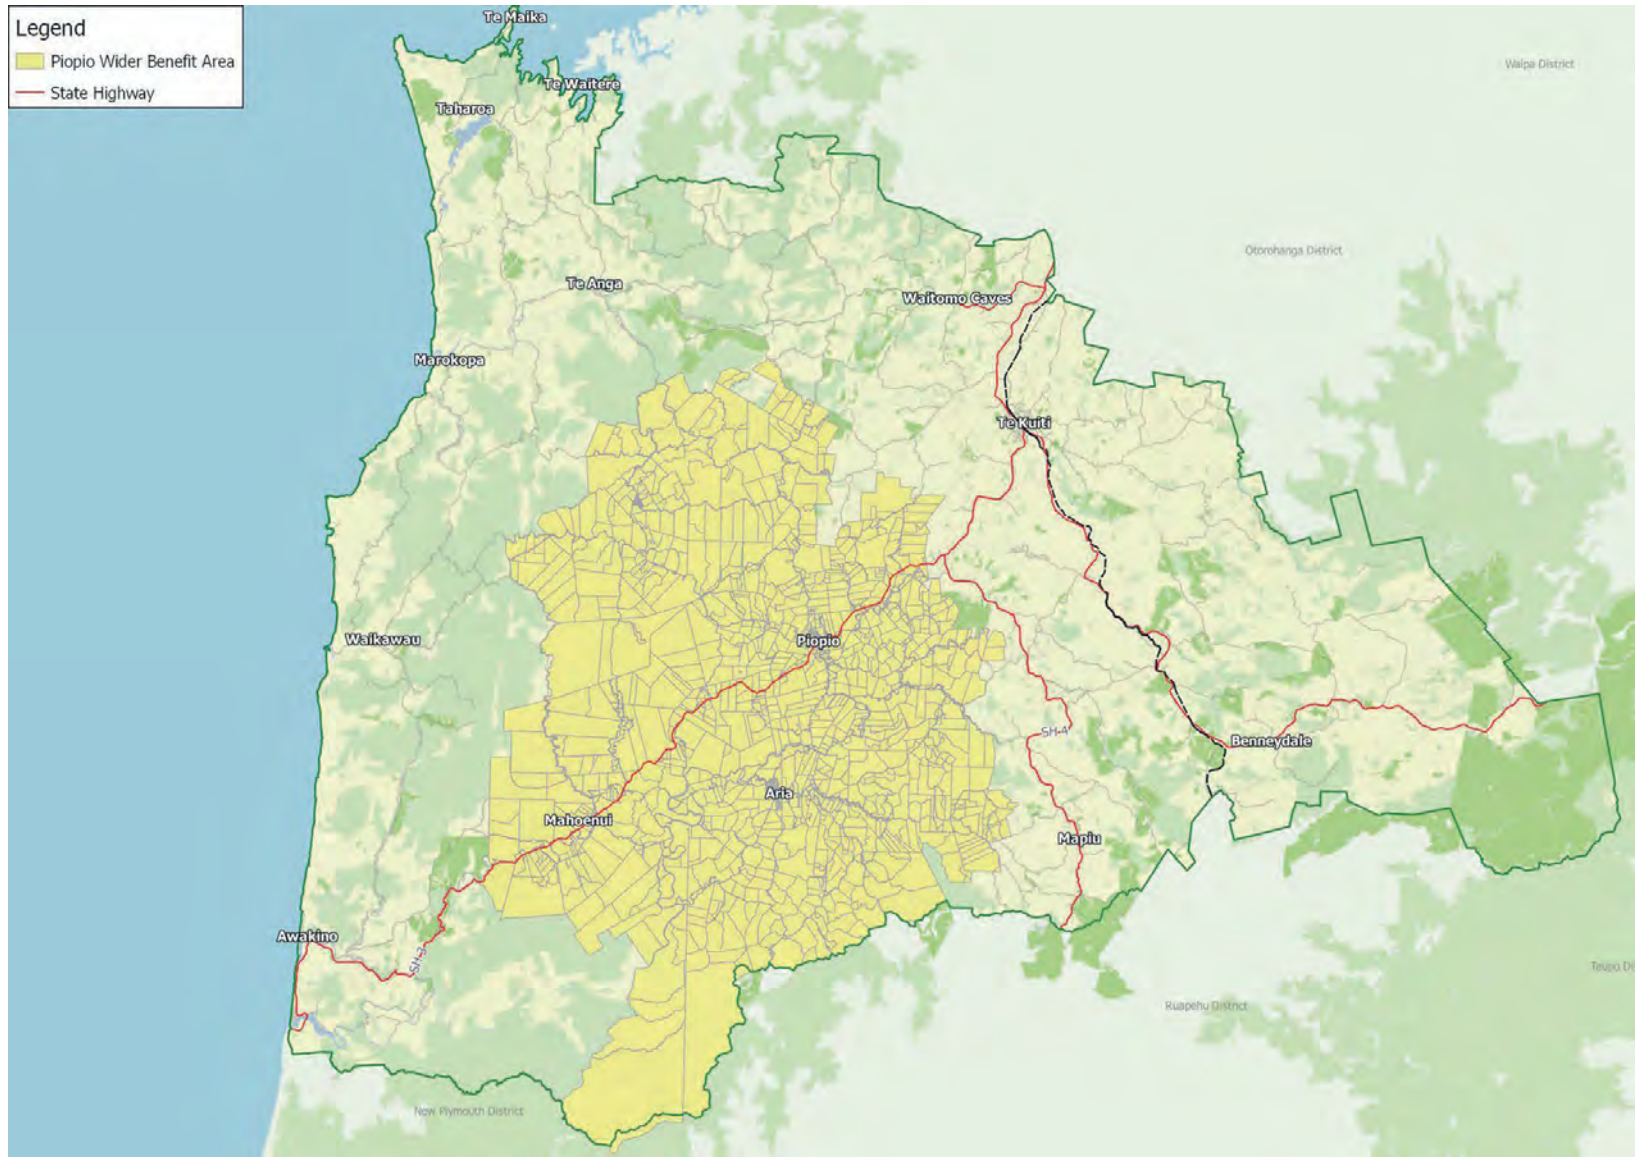 Legend
Piopio Wider Benefit Area
State Highway
Te Maika
Te Waitere
Waipa District
Taharoa
Otorohanga District
Te Anga
Waitomo Caves
Marokopa
Te Kuiti
Waikawau
Piopio
SH 4
Benneydale
Aria
Mahoenui
Mapiu
Awakino
SH 3
Taupo Di
Ruapehu District
New Plymouth District